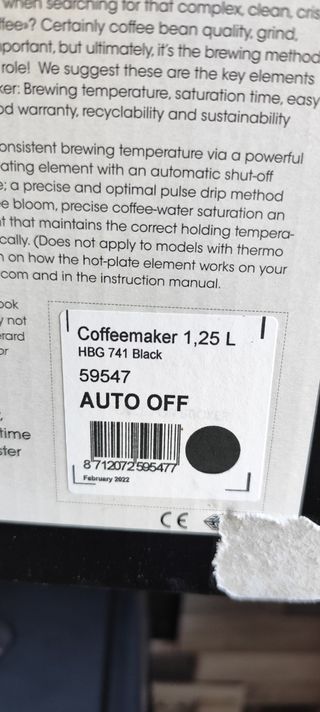 when searching for that complex, clean, cris
ffee»? Certainly coffee bean quality, grind,
portant, but ultimately, it's the brewing method
role! We suggest these are the key elements
ker: Brewing temperature, saturation time, easy
od warranty, recyclability and sustainability
onsistent brewing temperature via a powerful
ating element with an automatic shut-off
e; a precise and optimal pulse drip method
e bloom, precise coffee-water saturation an
t that maintains the correct holding tempera-
cally. (Does not apply to models with thermo
n on how the hot-plate element works on your
com and in the instruction manual.
ook
y not
erard
or
time
ster
Coffeemaker 1,25 L
HBG 741 Black
59547
AUTO OFF
8 712072 595477
February 2022
CE